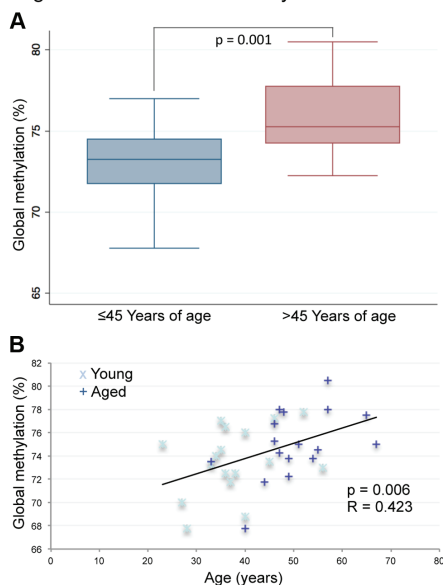 A
p = 0.001
Global methylation (%)
80
75
70
65
≤45 Years of age
>45 Years of age
B
Global methylation (%)
82
80
78
76
74
72
70
68
66
x Young
+ Aged
p = 0.006
R = 0.423
0 10 20 30 40 50 60 70 80
Age (years)